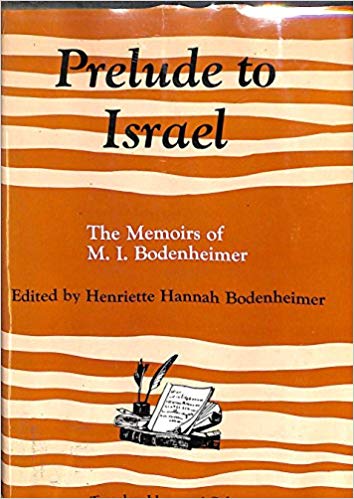 Prelude to
Israel
The Memoirs of
M. I. Bodenheimer
Edited by Henriette Hannah Bodenheimer